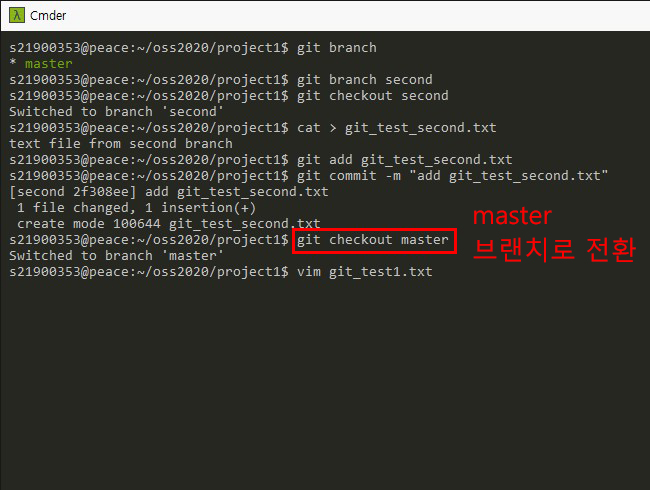 λ Cmder
s21900353@peace:~/oss2020/project1$ git branch
* master
s21900353@peace:~/oss2020/project1$ git branch second
s21900353@peace:~/oss2020/project1$ git checkout second
Switched to branch 'second'
s21900353@peace:~/oss2020/project1$ cat > git_test_second.txt
text file from second branch
s21900353@peace:~/oss2020/project1$ git add git_test_second.txt
s21900353@peace:~/oss2020/project1$ git commit -m "add git_test_second.txt"
[second 2f308ee] add git_test_second.txt
 1 file changed, 1 insertion(+)
 create mode 100644 git_test_second.txt
s21900353@peace:~/oss2020/project1$ git checkout master
Switched to branch 'master'
s21900353@peace:~/oss2020/project1$ vim git_test1.txt
master
브랜치로 전환